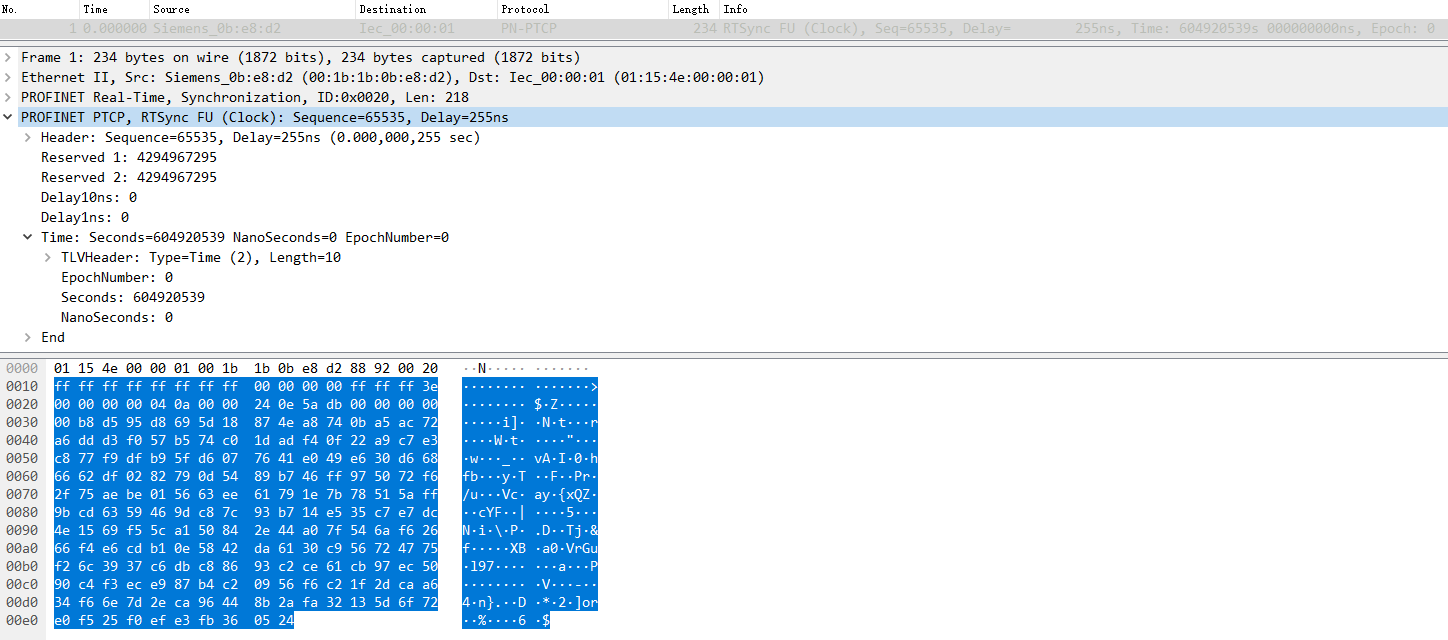 No. Time Source Destination Protocol Length Info
1 0.000000 Siemens_0b:e8:d2 Iec_00:00:01 PN-PTCP 234 RTSync FU (Clock), Seq=65535, Delay= 255ns, Time: 604920539s 000000000ns, Epoch: 0
Frame 1: 234 bytes on wire (1872 bits), 234 bytes captured (1872 bits)
Ethernet II, Src: Siemens_0b:e8:d2 (00:1b:1b:0b:e8:d2), Dst: Iec_00:00:01 (01:15:4e:00:00:01)
PROFINET Real-Time, Synchronization, ID:0x0020, Len: 218
PROFINET PTCP, RTSync FU (Clock): Sequence=65535, Delay=255ns
Header: Sequence=65535, Delay=255ns (0.000,000,255 sec)
Reserved 1: 4294967295
Reserved 2: 4294967295
Delay10ns: 0
Delay1ns: 0
Time: Seconds=604920539 NanoSeconds=0 EpochNumber=0
TLVHeader: Type=Time (2), Length=10
EpochNumber: 0
Seconds: 604920539
NanoSeconds: 0
End
0000 01 15 4e 00 00 01 00 1b 1b 0b e8 d2 88 92 00 20 ··N····· ·······
0010 ff ff ff ff ff ff ff ff 00 00 00 00 ff ff ff 3e ········ ·······>
0020 00 00 00 00 04 0a 00 00 24 0e 5a db 00 00 00 00 ········ $·Z·····
0030 00 b8 d5 95 d8 69 5d 18 87 4e a8 74 0b a5 ac 72 ·····i]· ·N·t···r
0040 a6 dd d3 f0 57 b5 74 c0 1d ad f4 0f 22 a9 c7 e3 ····W·t· ····"···
0050 c8 77 f9 df b9 5f d6 07 76 41 e0 49 e6 30 d6 68 ·w···_·· vA·I·0·h
0060 66 62 df 02 82 79 0d 54 89 b7 46 ff 97 50 72 f6 fb···y·T ··F··Pr·
0070 2f 75 ae be 01 56 63 ee 61 79 1e 7b 78 51 5a ff /u···Vc· ay·{xQZ·
0080 9b cd 63 59 46 9d c8 7c 93 b7 14 e5 35 c7 e7 dc ··cYF··| ····5···
0090 4e 15 69 f5 5c a1 50 84 2e 44 a0 7f 54 6a f6 26 N·i·\·P· .D··Tj·&
00a0 66 f4 e6 cd b1 0e 58 42 da 61 30 c9 56 72 47 75 f·····XB ·a0·VrGu
00b0 f2 6c 39 37 c6 db c8 86 93 c2 ce 61 cb 97 ec 50 ·l97···· ···a···P
00c0 90 c4 f3 ec e9 87 b4 c2 09 56 f6 c2 1f 2d ca a6 ········ ·V···-··
00d0 34 f6 6e 7d 2e ca 96 44 8b 2a fa 32 13 5d 6f 72 4·n}.··D ·*·2·]or
00e0 e0 f5 25 f0 ef e3 fb 36 05 24 ··%····6 ·$